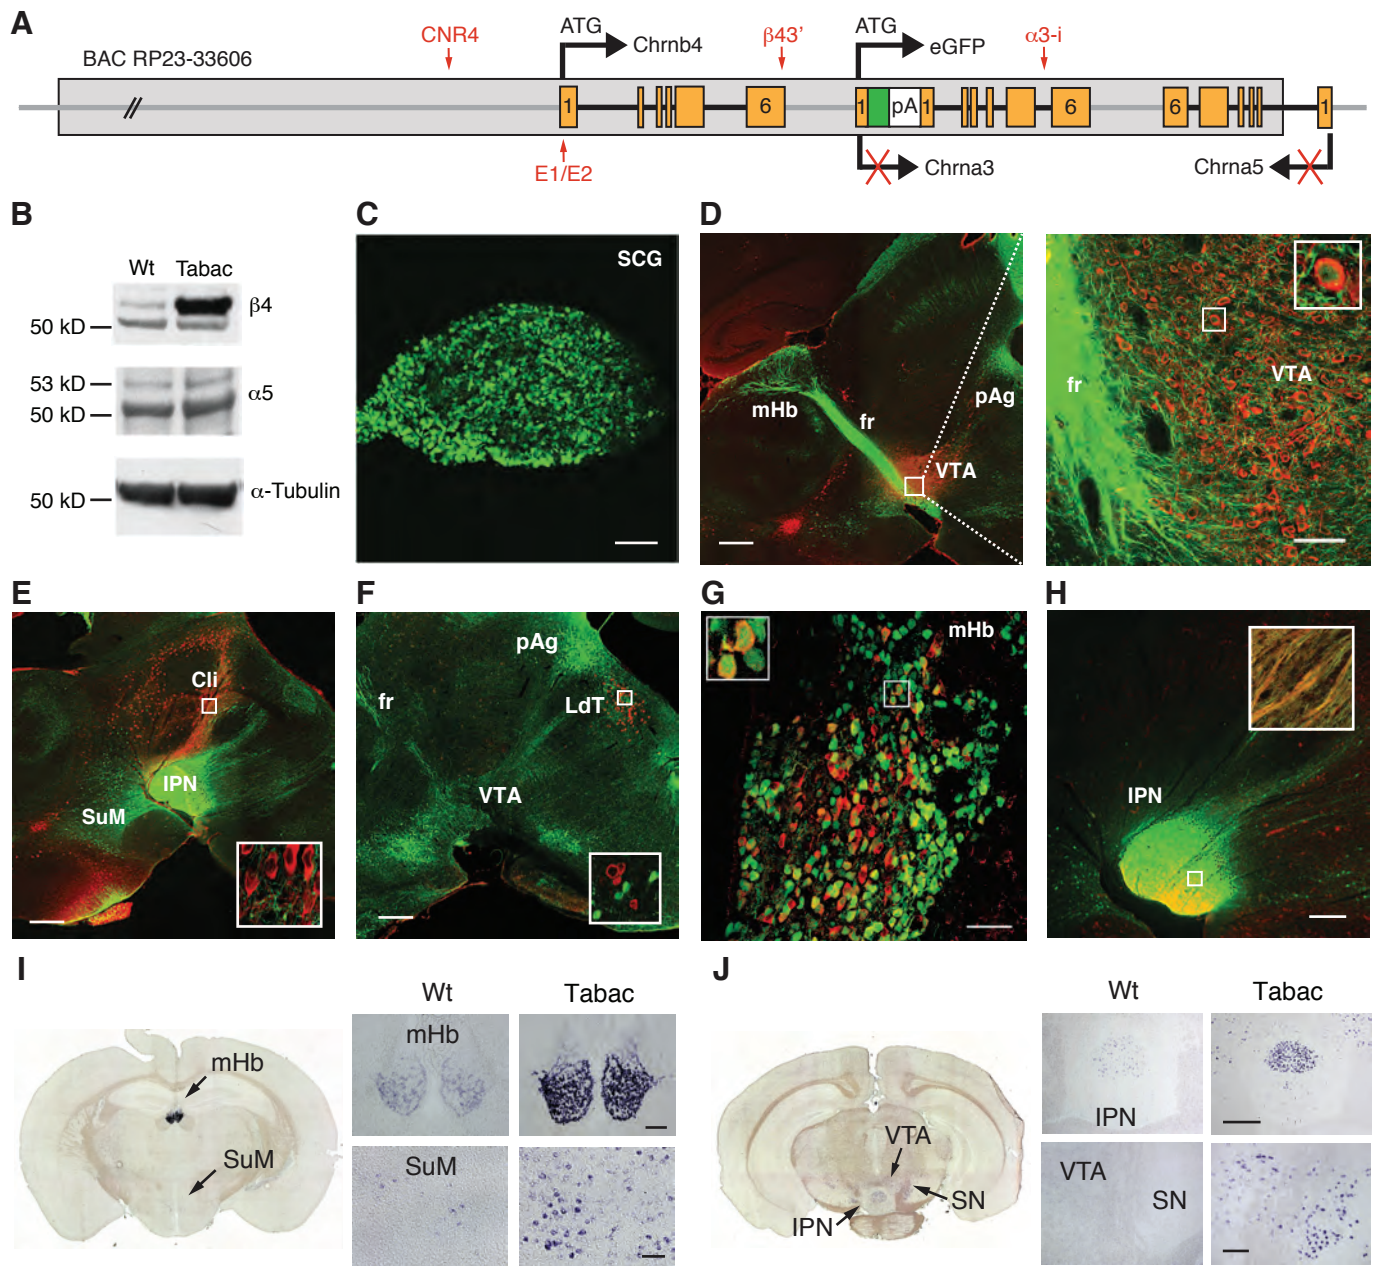 A
BAC RP23-33606
CNR4
ATG
Chrnb4
β43’
ATG
eGFP
α3-i
1
6
1
pA
1
6
6
1
E1/E2
Chrna3
Chrna5
B
Wt
Tabac
β4
50 kD
53 kD
α5
50 kD
50 kD
α-Tubulin
C
SCG
D
mHb
fr
pAg
VTA
fr
VTA
E
Cli
IPN
SuM
F
pAg
fr
LdT
VTA
G
mHb
H
IPN
I
mHb
SuM
Wt
Tabac
mHb
SuM
J
VTA
SN
IPN
Wt
Tabac
IPN
VTA
SN